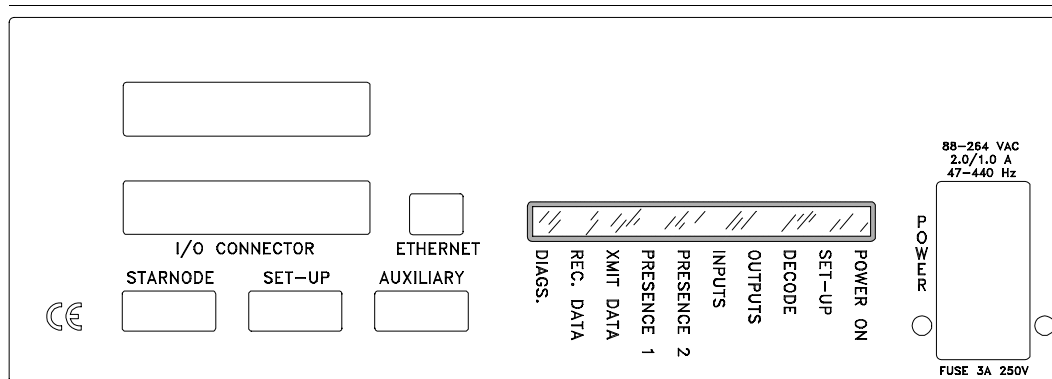 I/O CONNECTOR
ETHERNET
STARNODE
SET-UP
AUXILIARY
CE
DIAGS.
REC. DATA
XMIT DATA
PRESENCE 1
PRESENCE 2
INPUTS
OUTPUTS
DECODE
SET-UP
POWER ON
88-264 VAC
2.0/1.0 A
47-440 Hz
POWER
FUSE 3A 250V